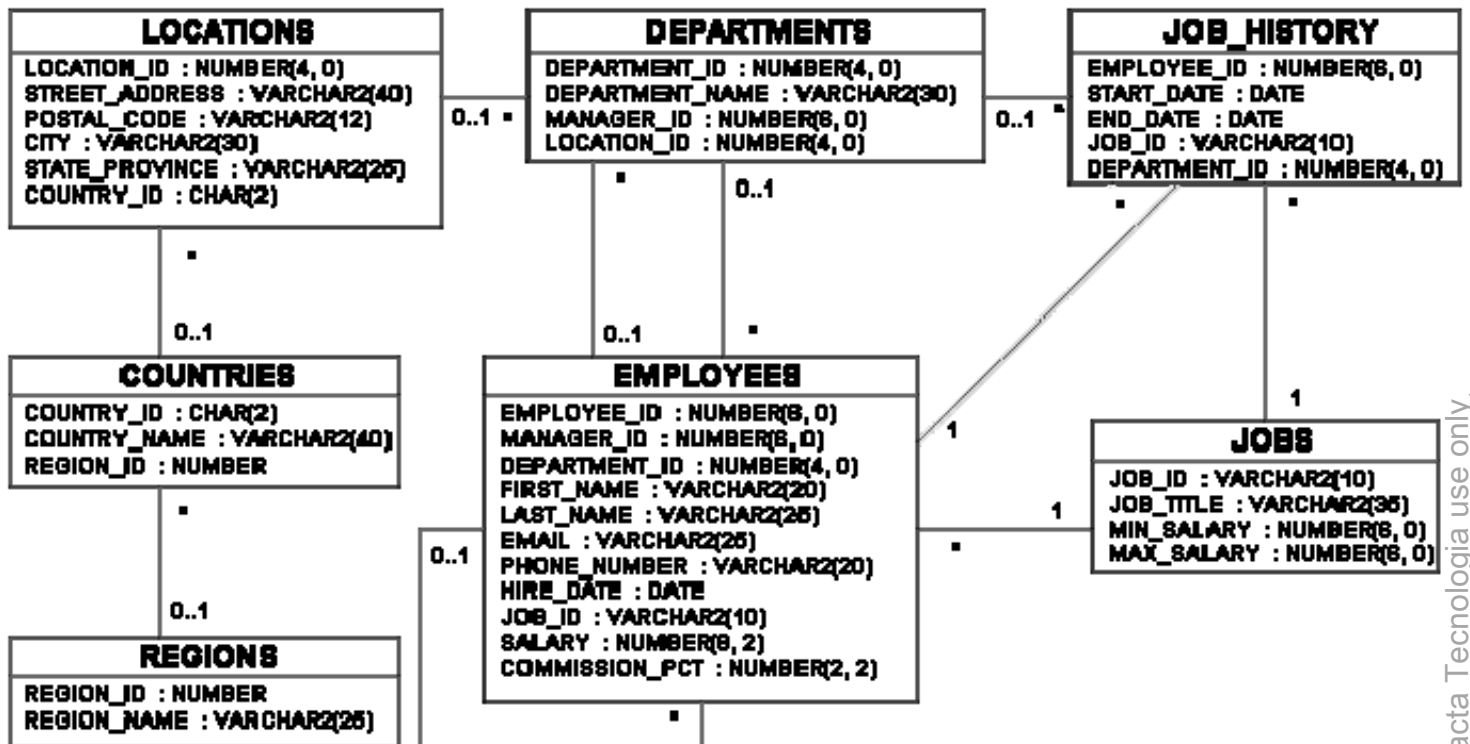 LOCATIONS
LOCATION_ID : NUMBER(4, 0)
STREET_ADDRESS : VARCHAR2(40)
POSTAL_CODE : VARCHAR2(12)
CITY : VARCHAR2(30)
STATE_PROVINCE : VARCHAR2(25)
COUNTRY_ID : CHAR(2)
0..1 *
DEPARTMENTS
DEPARTMENT_ID : NUMBER(4, 0)
DEPARTMENT_NAME : VARCHAR2(30)
MANAGER_ID : NUMBER(6, 0)
LOCATION_ID : NUMBER(4, 0)
0..1 *
JOB_HISTORY
EMPLOYEE_ID : NUMBER(6, 0)
START_DATE : DATE
END_DATE : DATE
JOB_ID : VARCHAR2(10)
DEPARTMENT_ID : NUMBER(4, 0)
*
0..1
*
0..1
*
0..1
*
*
1
*
1
COUNTRIES
COUNTRY_ID : CHAR(2)
COUNTRY_NAME : VARCHAR2(40)
REGION_ID : NUMBER
*
0..1
EMPLOYEES
EMPLOYEE_ID : NUMBER(6, 0)
MANAGER_ID : NUMBER(6, 0)
DEPARTMENT_ID : NUMBER(4, 0)
FIRST_NAME : VARCHAR2(20)
LAST_NAME : VARCHAR2(25)
EMAIL : VARCHAR2(25)
PHONE_NUMBER : VARCHAR2(20)
HIRE_DATE : DATE
JOB_ID : VARCHAR2(10)
SALARY : NUMBER(8, 2)
COMMISSION_PCT : NUMBER(2, 2)
0..1
*
1
*
JOBS
JOB_ID : VARCHAR2(10)
JOB_TITLE : VARCHAR2(35)
MIN_SALARY : NUMBER(6, 0)
MAX_SALARY : NUMBER(6, 0)
REGIONS
REGION_ID : NUMBER
REGION_NAME : VARCHAR2(25)
acta Tecnologia use only.